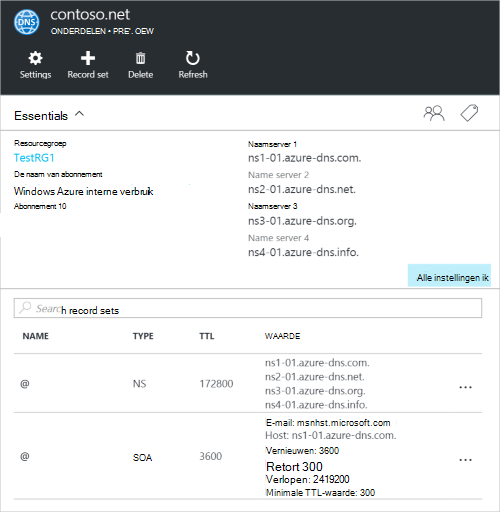 DNS
contoso.net
ONDERDELEN • PRE'. OEW
Settings
Record set
Delete
Refresh
Essentials
Resourcegroep
TestRG1
De naam van abonnement
Windows Azure interne verbruik
Abonnement 10
Naamserver 1
ns1-01.azure-dns.com.
Name server 2
ns2-01.azure-dns.net.
Naamserver 3
ns3-01.azure-dns.org.
Name server 4
ns4-01.azure-dns.info.
Alle instellingen ik
Search record sets
NAME TYPE TTL WAARDE
@ NS 172800
ns1-01.azure-dns.com.
ns2-01.azure-dns.net.
ns3-01.azure-dns.org.
ns4-01.azure-dns.info.
...
@ SOA 3600
E-mail: msnhst.microsoft.com
Host: ns1-01.azure-dns.com.
Vernieuwen: 3600
Retort 300
Verlopen: 2419200
Minimale TTL-waarde: 300
...